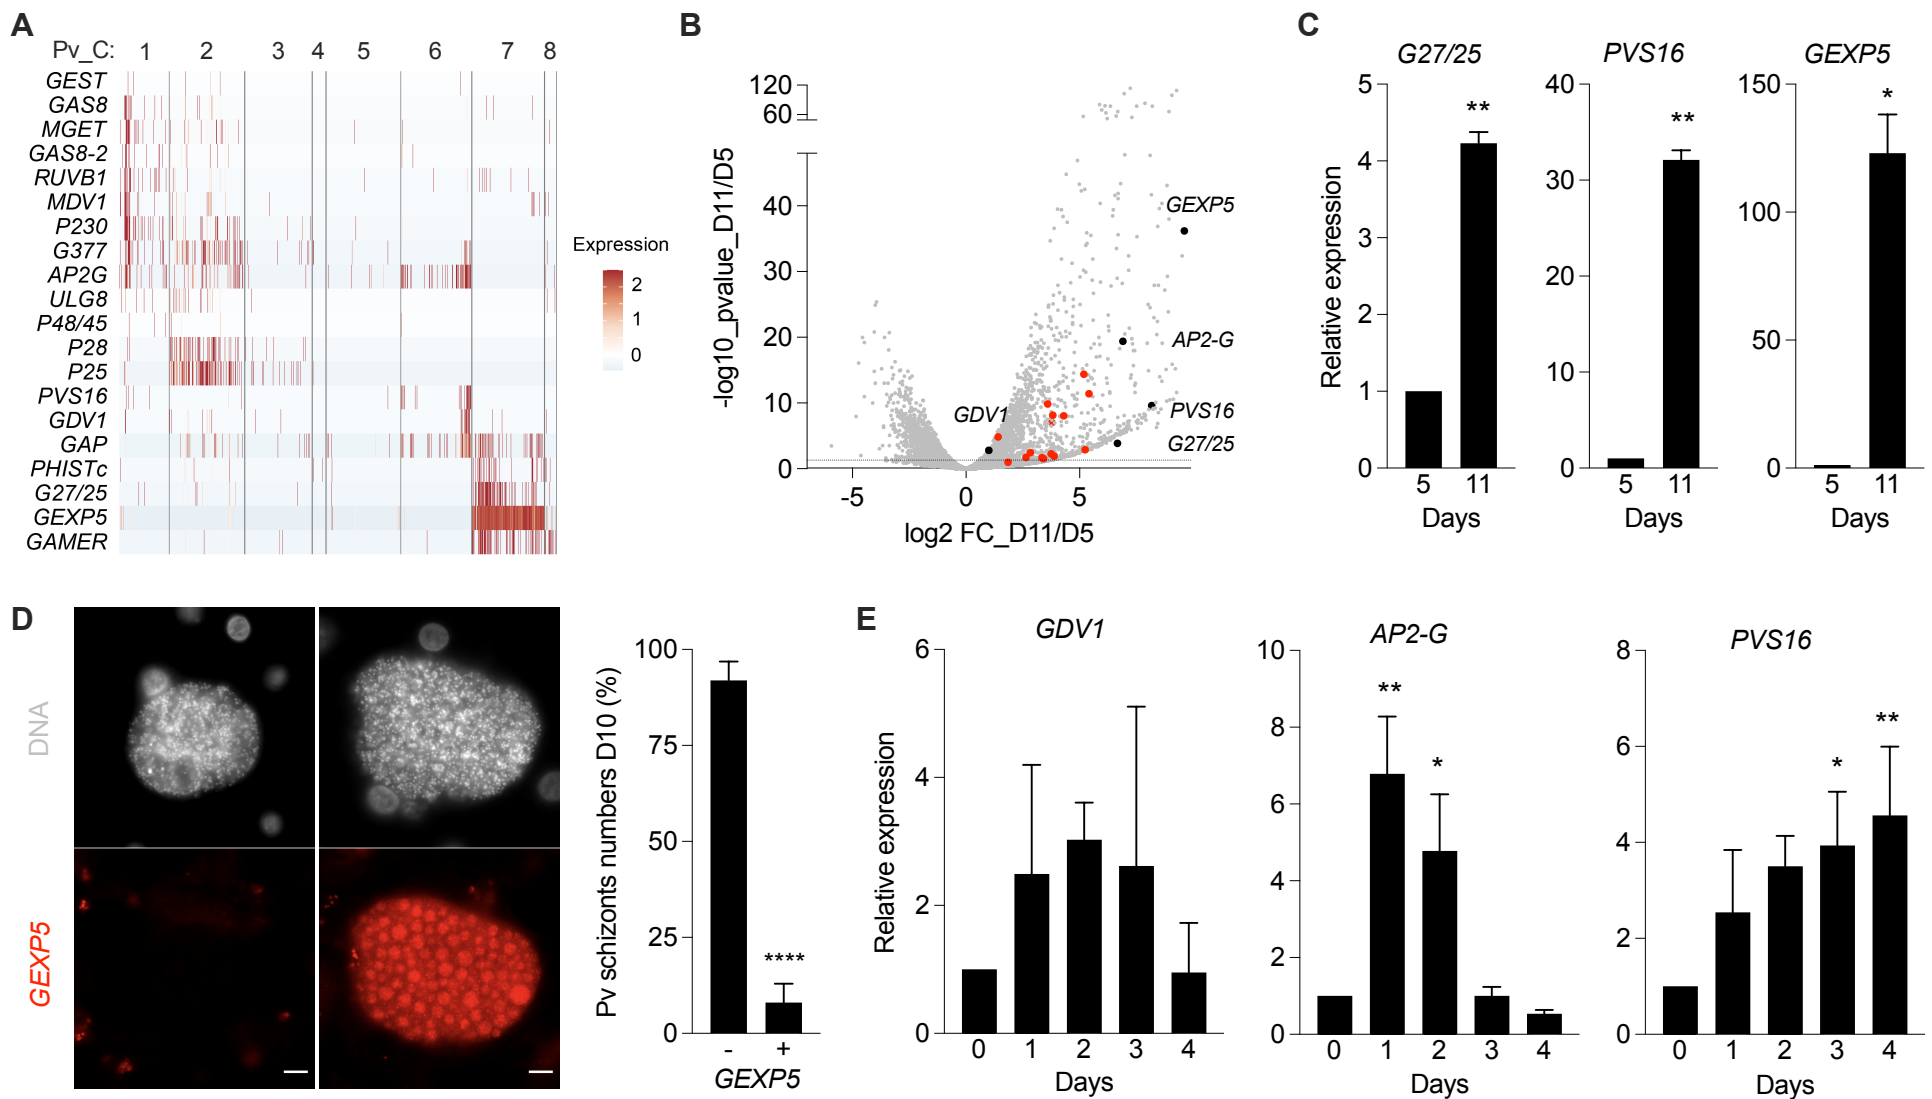 A
Pv_C: 1 2 3 4 5 6 7 8
GEST
GAS8
MGET
GAS8-2
RUVB1
MDV1
P230
G377
AP2G
ULG8
P48/45
P28
P25
PVS16
GDV1
GAP
PHISTc
G27/25
GEXP5
GAMER
Expression
2
1
0
B
-log10_pvalue_D11/D5
120
60
40
30
20
10
0
GEXP5
AP2-G
PVS16
G27/25
GDV1
-5 0 5
log2 FC_D11/D5
C
G27/25
Relative expression
5
4
3
2
1
0
**
5 11
Days
PVS16
40
30
20
10
0
**
5 11
Days
GEXP5
150
100
50
0
*
5 11
Days
D
DNA
GEXP5
Pv schizonts numbers D10 (%)
100
75
50
25
0
****
- +
GEXP5
E
GDV1
Relative expression
6
4
2
0
0 1 2 3 4
Days
AP2-G
10
8
6
4
2
0
**
*
0 1 2 3 4
Days
PVS16
8
6
4
2
0
*
**
0 1 2 3 4
Days